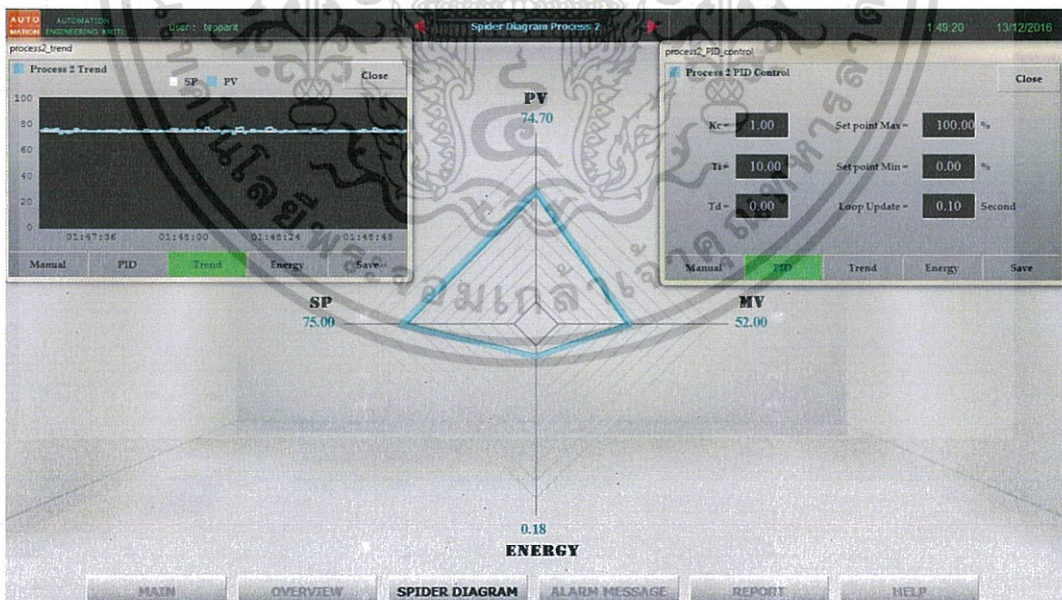 AUTO
MATION
AUTOMATION
ENGINEERING KMITL
User : tepparit
Spider Diagram Process 2
1:49:20
13/12/2016
process2_trend
Process 2 Trend
SP
PV
Close
100
80
60
40
20
0
01:47:36
01:48:00
01:48:24
01:48:48
Manual
PID
Trend
Energy
Save
process2_PID_control
Process 2 PID Control
Close
Kc= 1.00
Set point Max= 100.00 %
Ti= 10.00
Set point Min= 0.00 %
Td= 0.00
Loop Update= 0.10 Second
Manual
PID
Trend
Energy
Save
PV
74.70
SP
75.00
MV
52.00
0.18
ENERGY
MAIN
OVERVIEW
SPIDER DIAGRAM
ALARM MESSAGE
REPORT
HELP